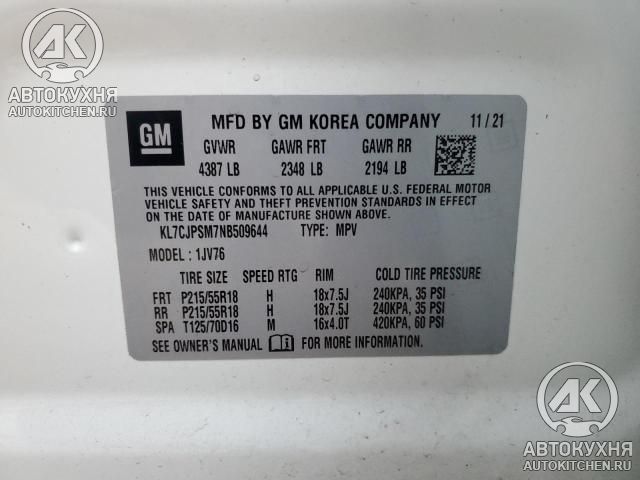 AK
АВТОКУХНЯ
AUTOKITCHEN.RU
GM
MFD BY GM KOREA COMPANY 11/21
GVWR GAWR FRT GAWR RR
4387 LB 2348 LB 2194 LB
THIS VEHICLE CONFORMS TO ALL APPLICABLE U.S. FEDERAL MOTOR
VEHICLE SAFETY AND THEFT PREVENTION STANDARDS IN EFFECT ON
THE DATE OF MANUFACTURE SHOWN ABOVE.
KL7CJPSM7NB509644 TYPE: MPV
MODEL: 1JV76
TIRE SIZE SPEED RTG RIM COLD TIRE PRESSURE
FRT P215/55R18 H 18x7.5J 240KPA, 35 PSI
RR P215/55R18 H 18x7.5J 240KPA, 35 PSI
SPA T125/70D16 M 16x4.0T 420KPA, 60 PSI
SEE OWNER'S MANUAL FOR MORE INFORMATION.
AK
АВТОКУХНЯ
AUTOKITCHEN.RU